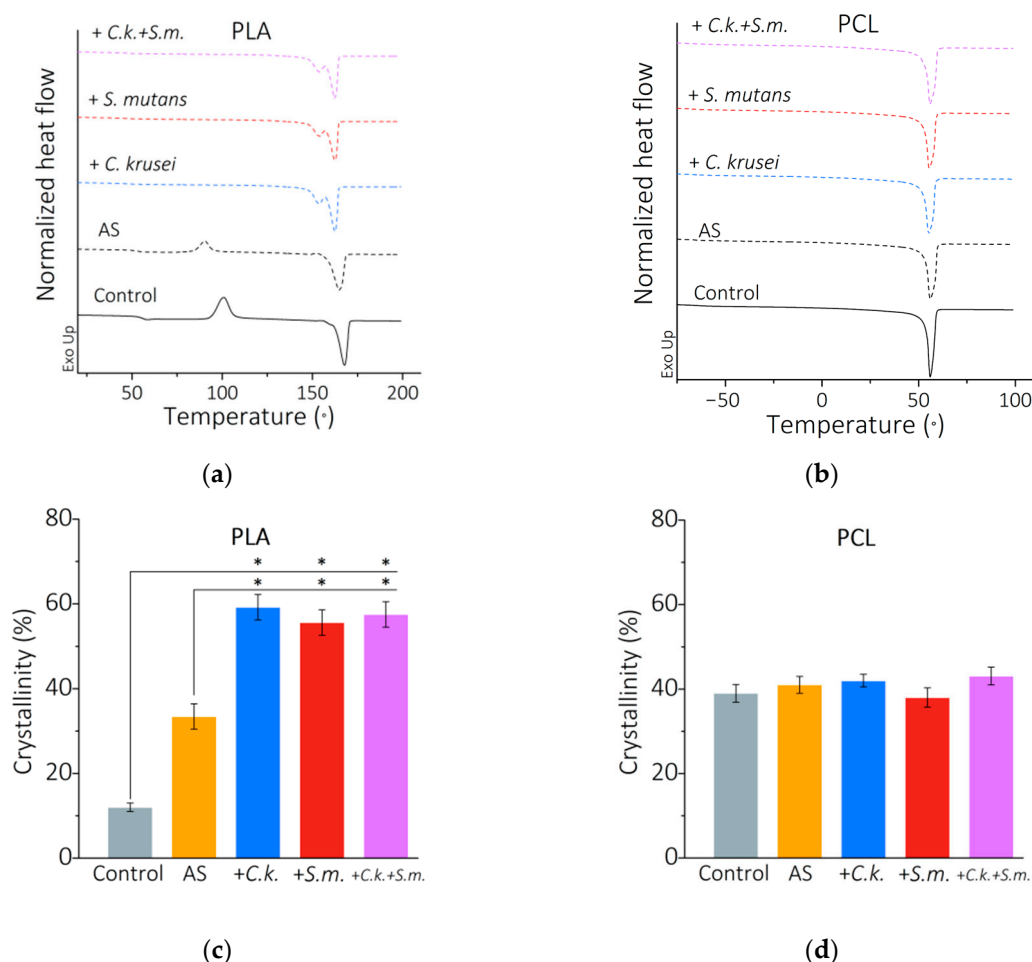 PLA
+ C.k.+S.m.
+ S. mutans
+ C. krusei
AS
Control
Normalized heat flow
Exo Up
50 100 150 200
Temperature (°)
(a)
PCL
+ C.k.+S.m.
+ S. mutans
+ C. krusei
AS
Control
Normalized heat flow
Exo Up
−50 0 50 100
Temperature (°)
(b)
PLA
80
60
40
20
0
Crystallinity (%)
* * *
* * *
Control AS +C.k. +S.m. +C.k.+S.m.
(c)
PCL
80
60
40
20
0
Crystallinity (%)
Control AS +C.k. +S.m. +C.k.+S.m.
(d)